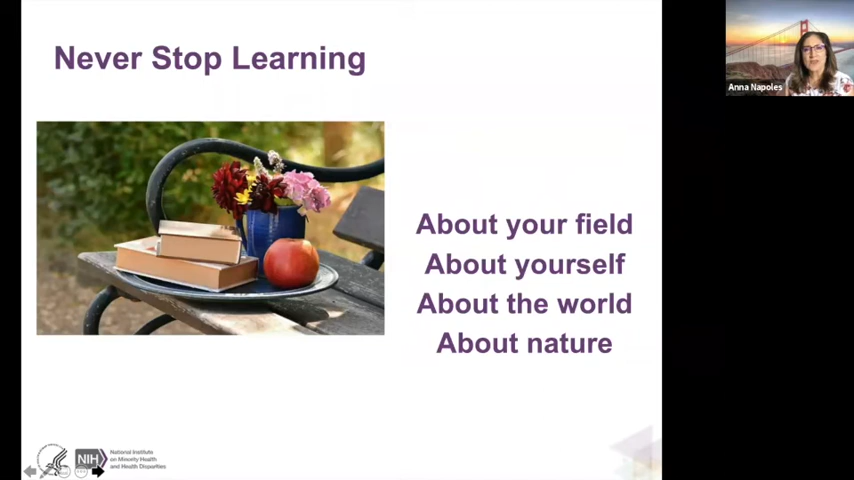 Never Stop Learning
Anna Napoles
About your field
About yourself
About the world
About nature
NIH
National Institute
on Minority Health
and Health Disparities